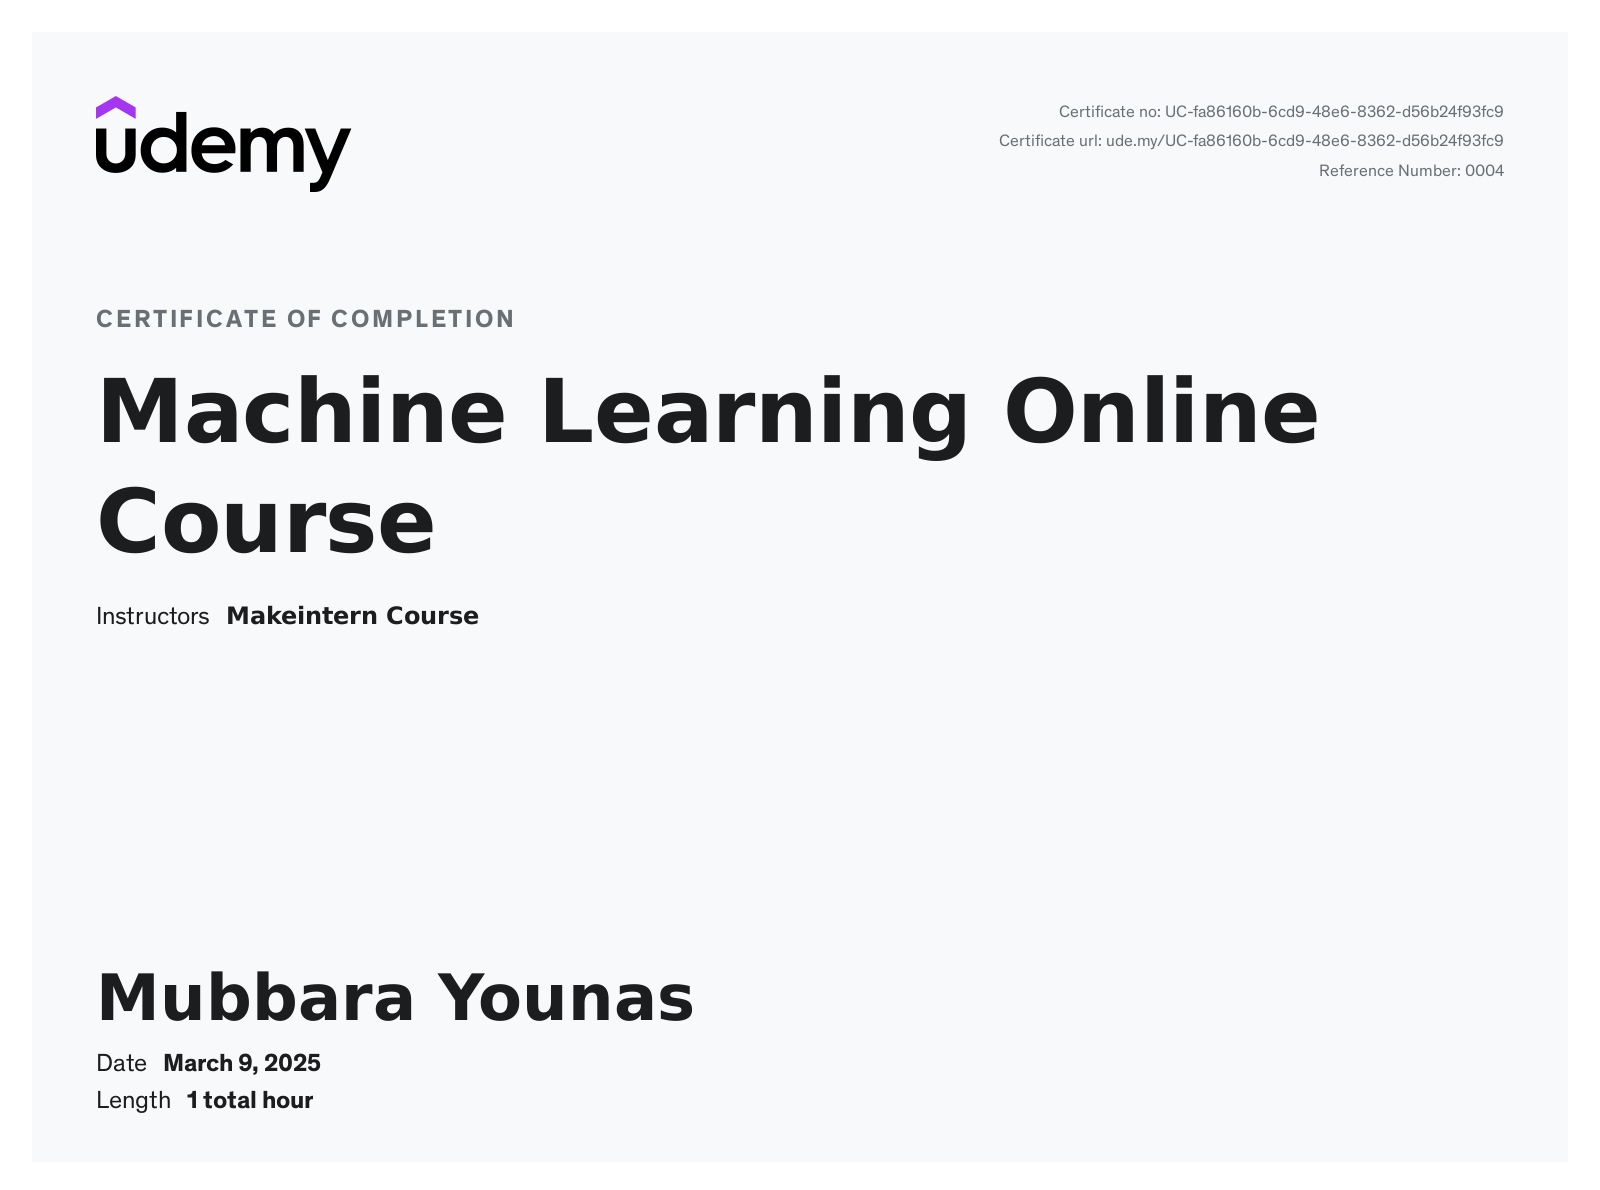 udemy
Certificate no: UC-fa86160b-6cd9-48e6-8362-d56b24f93fc9
Certificate url: ude.my/UC-fa86160b-6cd9-48e6-8362-d56b24f93fc9
Reference Number: 0004
CERTIFICATE OF COMPLETION
Machine Learning Online
Course
Instructors Makeintern Course
Mubbara Younas
Date March 9, 2025
Length 1 total hour